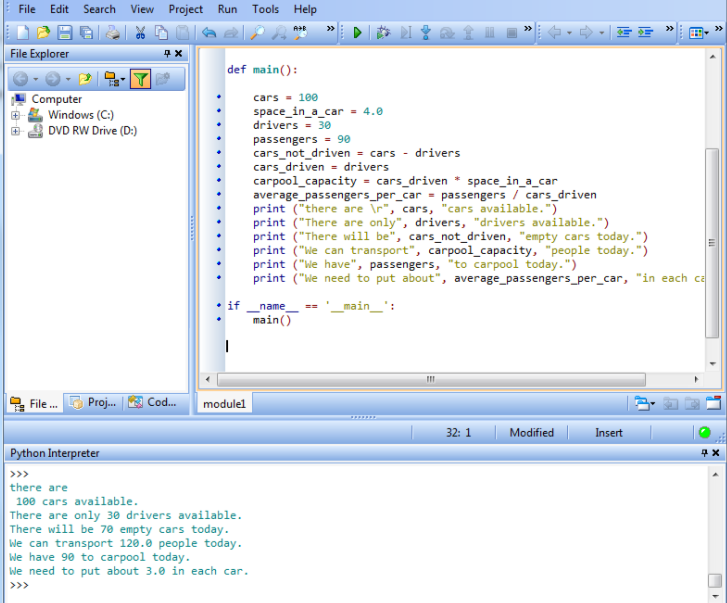 File Edit Search View Project Run Tools Help
File Explorer
Computer
Windows (C:)
DVD RW Drive (D:)
def main():
cars = 100
space_in_a_car = 4.0
drivers = 30
passengers = 90
cars_not_driven = cars - drivers
cars_driven = drivers
carpool_capacity = cars_driven * space_in_a_car
average_passengers_per_car = passengers / cars_driven
print ("there are \r", cars, "cars available.")
print ("There are only", drivers, "drivers available.")
print ("There will be", cars_not_driven, "empty cars today.")
print ("We can transport", carpool_capacity, "people today.")
print ("We have", passengers, "to carpool today.")
print ("We need to put about", average_passengers_per_car, "in each ca
if __name__ == '__main__':
main()
File ... Proj... Cod...
module1
32: 1 Modified Insert
Python Interpreter
>>>
there are
100 cars available.
There are only 30 drivers available.
There will be 70 empty cars today.
We can transport 120.0 people today.
We have 90 to carpool today.
We need to put about 3.0 in each car.
>>>